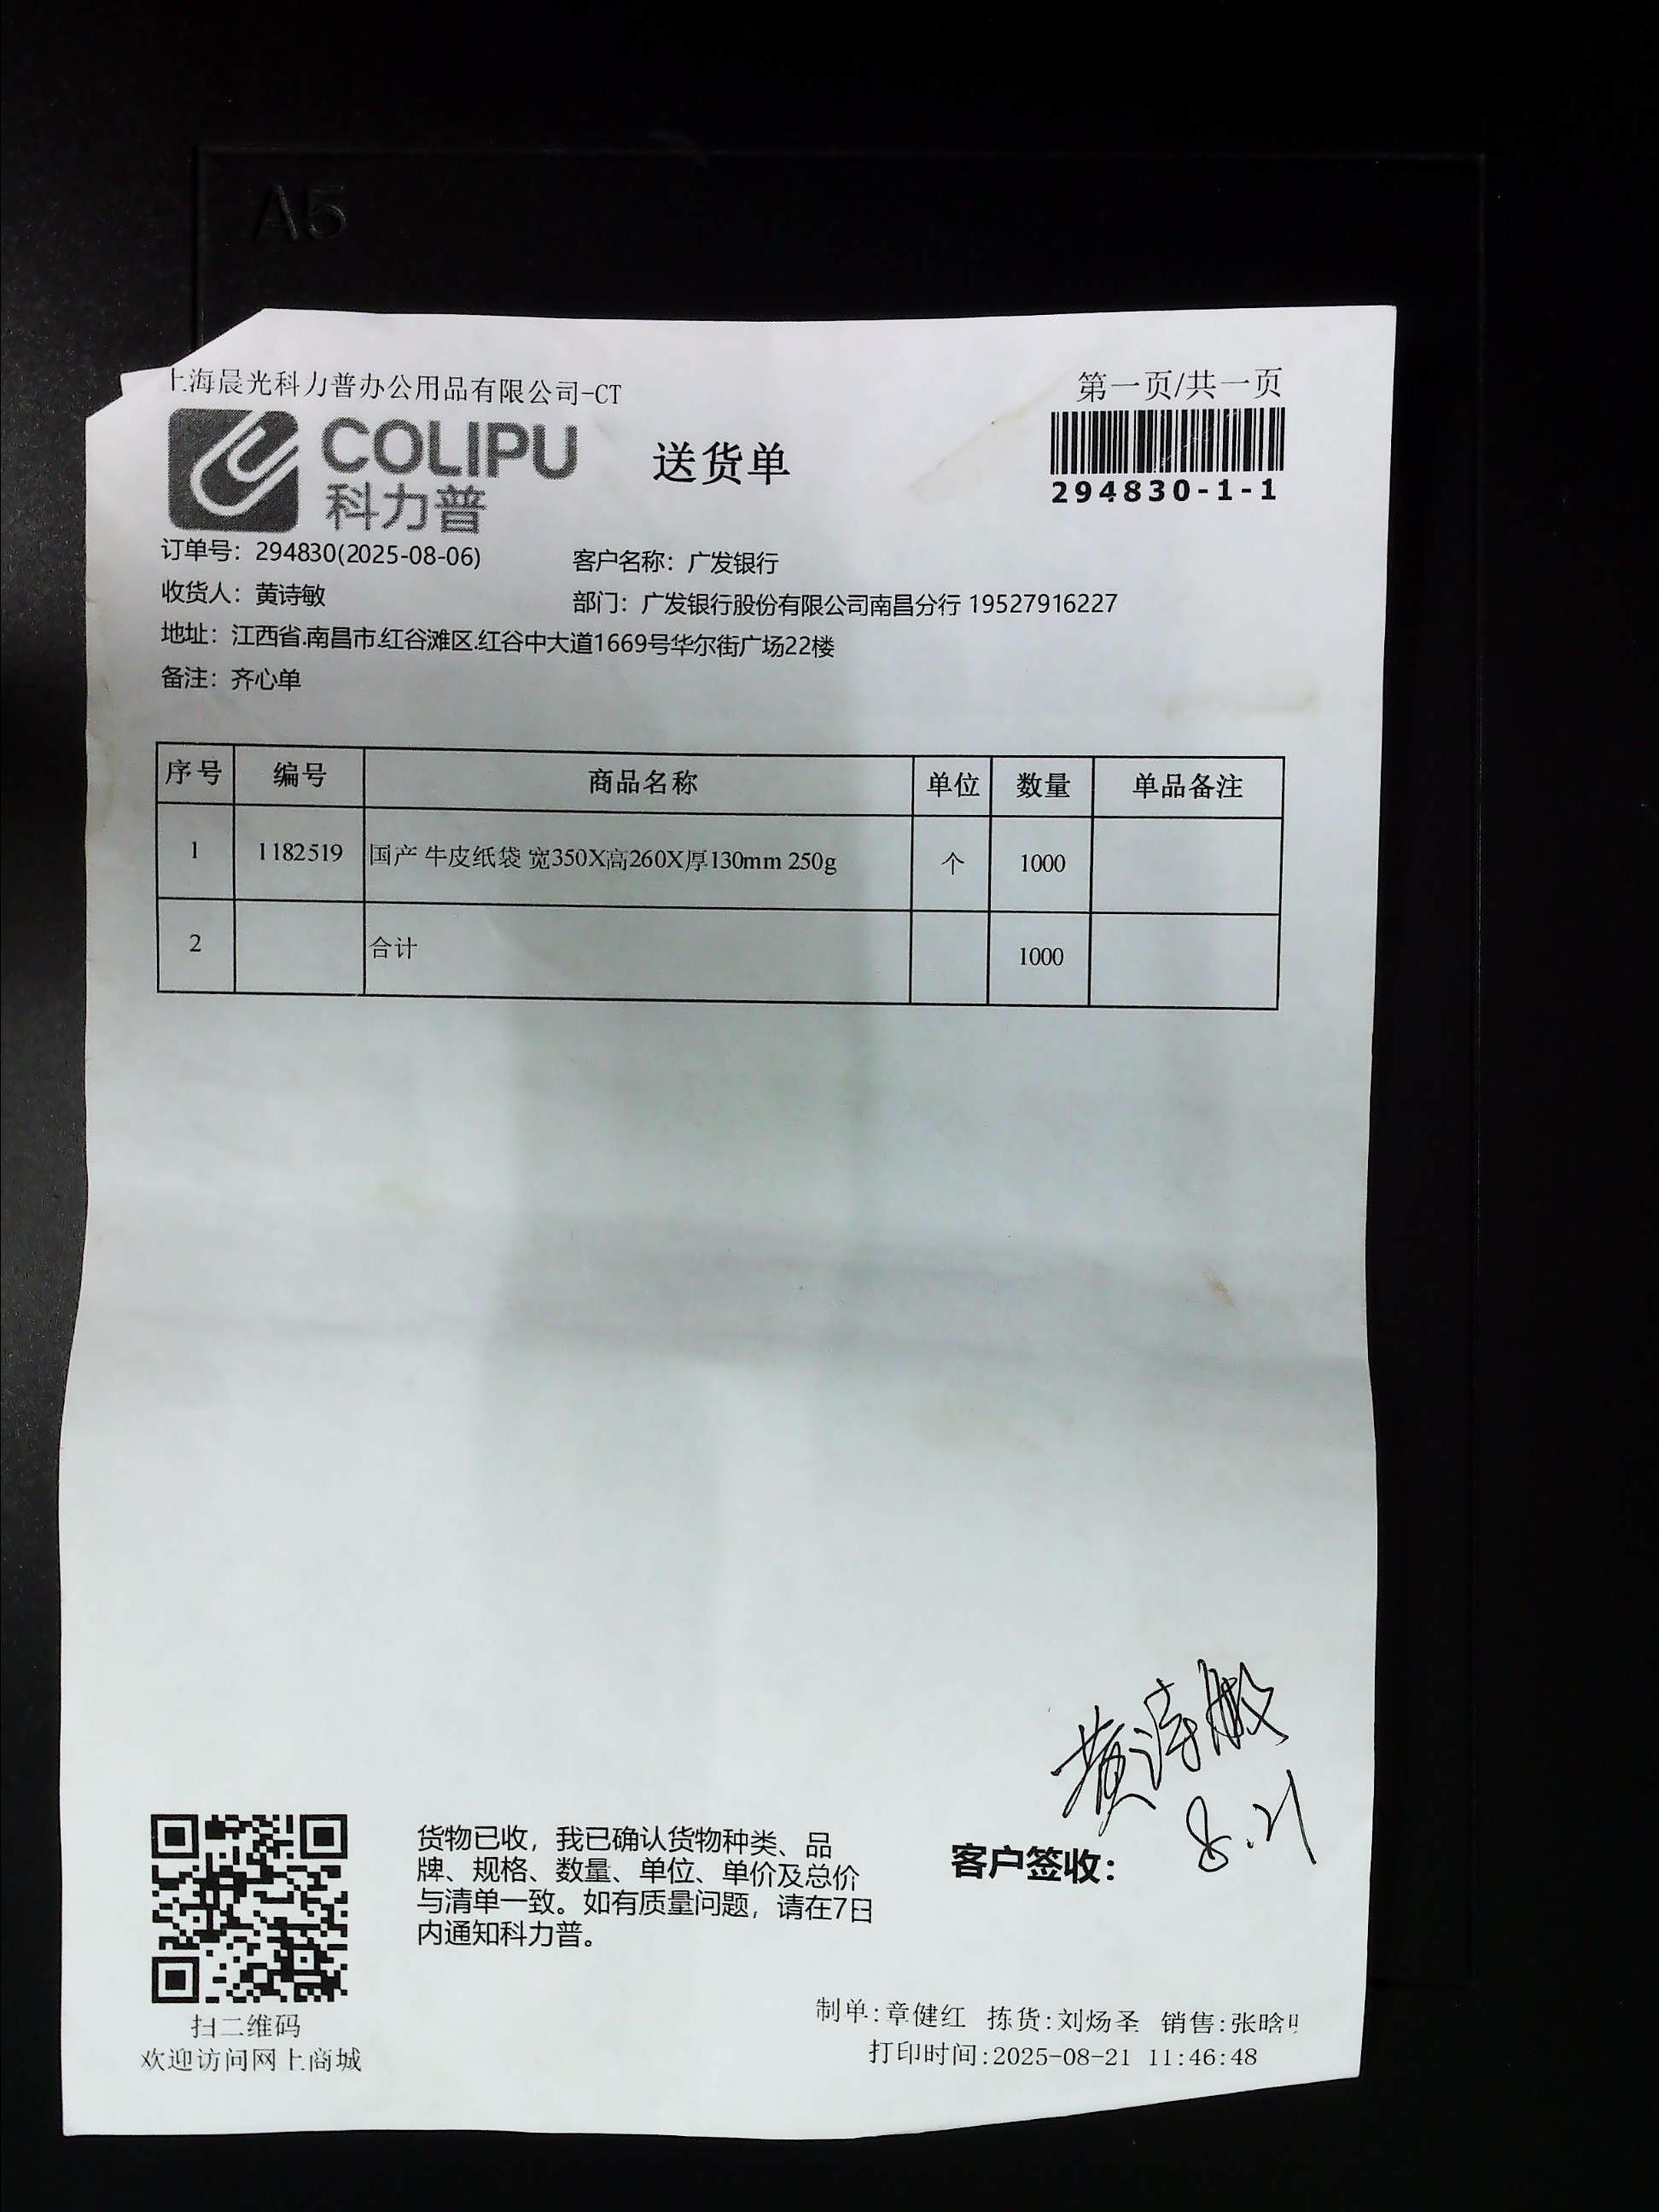 A5
上海晨光科力普办公用品有限公司-CT
第一页/共一页
COLIPU
科力普
送货单
294830-1-1
订单号：294830(2025-08-06) 客户名称：广发银行
收货人：黄诗敏 部门：广发银行股份有限公司南昌分行 19527916227
地址：江西省.南昌市.红谷滩区.红谷中大道1669号华尔街广场22楼
备注：齐心单
序号 编号 商品名称 单位 数量 单品备注
1 1182519 国产 牛皮纸袋 宽350X高260X厚130mm 250g 个 1000
2 合计 1000
黄诗敏
8.21
客户签收：
货物已收，我已确认货物种类、品
牌、规格、数量、单位、单价及总价
与清单一致。如有质量问题，请在7日
内通知科力普。
扫二维码
欢迎访问网上商城
制单:章健红 拣货:刘炀圣 销售:张晗
打印时间:2025-08-21 11:46:48